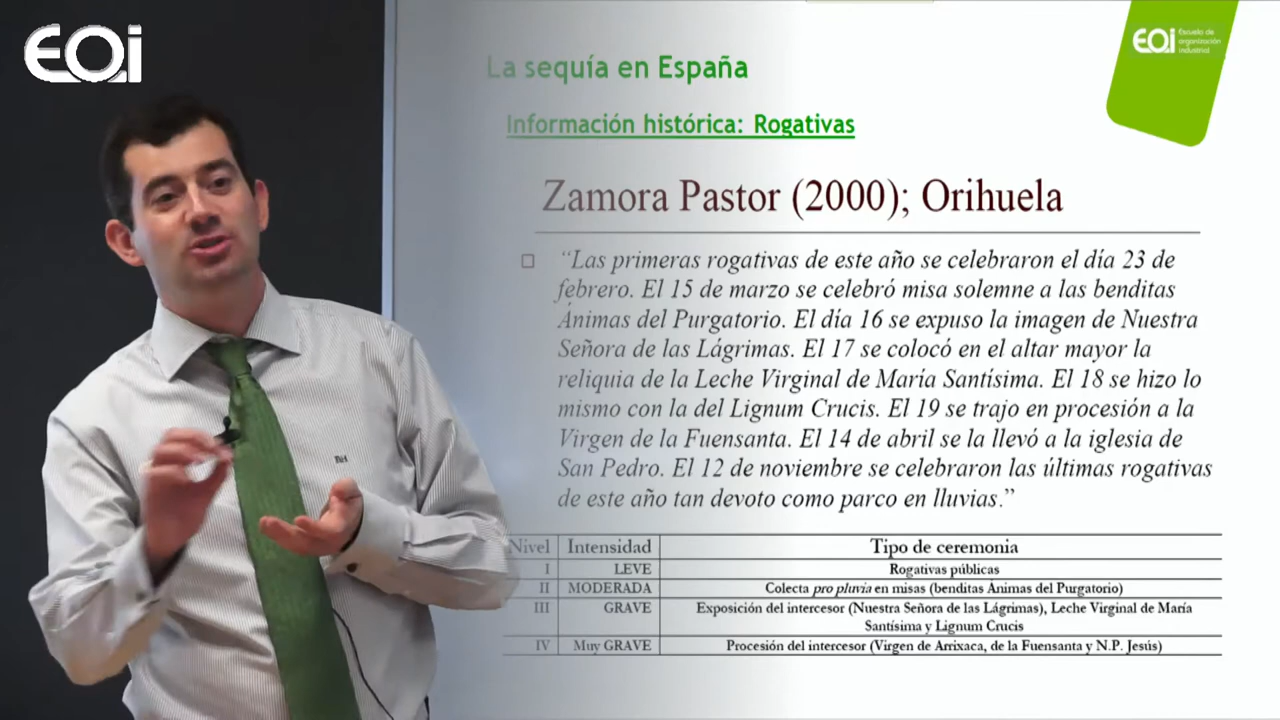 EOI
EOI
Escuela de
organización
industrial
La sequía en España
Información histórica: Rogativas
Zamora Pastor (2000); Orihuela
“Las primeras rogativas de este año se celebraron el día 23 de
febrero. El 15 de marzo se celebró misa solemne a las benditas
Ánimas del Purgatorio. El día 16 se expuso la imagen de Nuestra
Señora de las Lágrimas. El 17 se colocó en el altar mayor la
reliquia de la Leche Virginal de María Santísima. El 18 se hizo lo
mismo con la del Lignum Crucis. El 19 se trajo en procesión a la
Virgen de la Fuensanta. El 14 de abril se la llevó a la iglesia de
San Pedro. El 12 de noviembre se celebraron las últimas rogativas
de este año tan devoto como parco en lluvias.”
Nivel Intensidad Tipo de ceremonia
I LEVE Rogativas públicas
II MODERADA Colecta pro pluvia en misas (benditas Ánimas del Purgatorio)
III GRAVE Exposición del intercesor (Nuestra Señora de las Lágrimas), Leche Virginal de María
Santísima y Lignum Crucis
IV Muy GRAVE Procesión del intercesor (Virgen de Arrixaca, de la Fuensanta y N.P. Jesús)